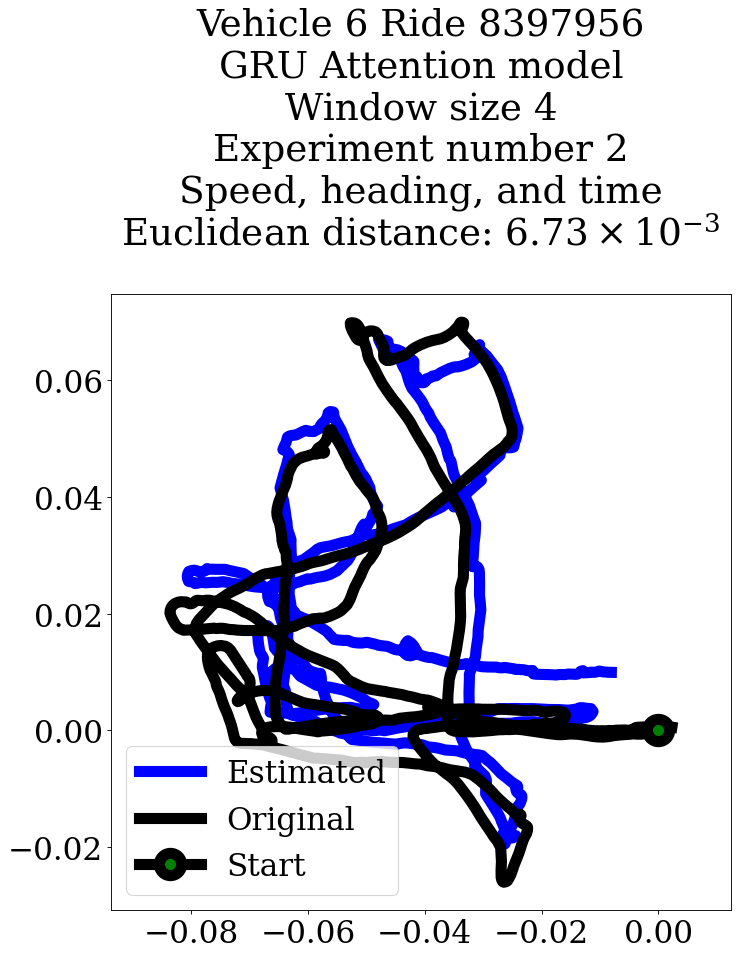 Vehicle 6 Ride 8397956
GRU Attention model
Window size 4
Experiment number 2
Speed, heading, and time
Euclidean distance: 6.73 × 10⁻³
0.06
0.04
0.02
0.00
−0.02
Estimated
Original
Start
−0.08 −0.06 −0.04 −0.02 0.00